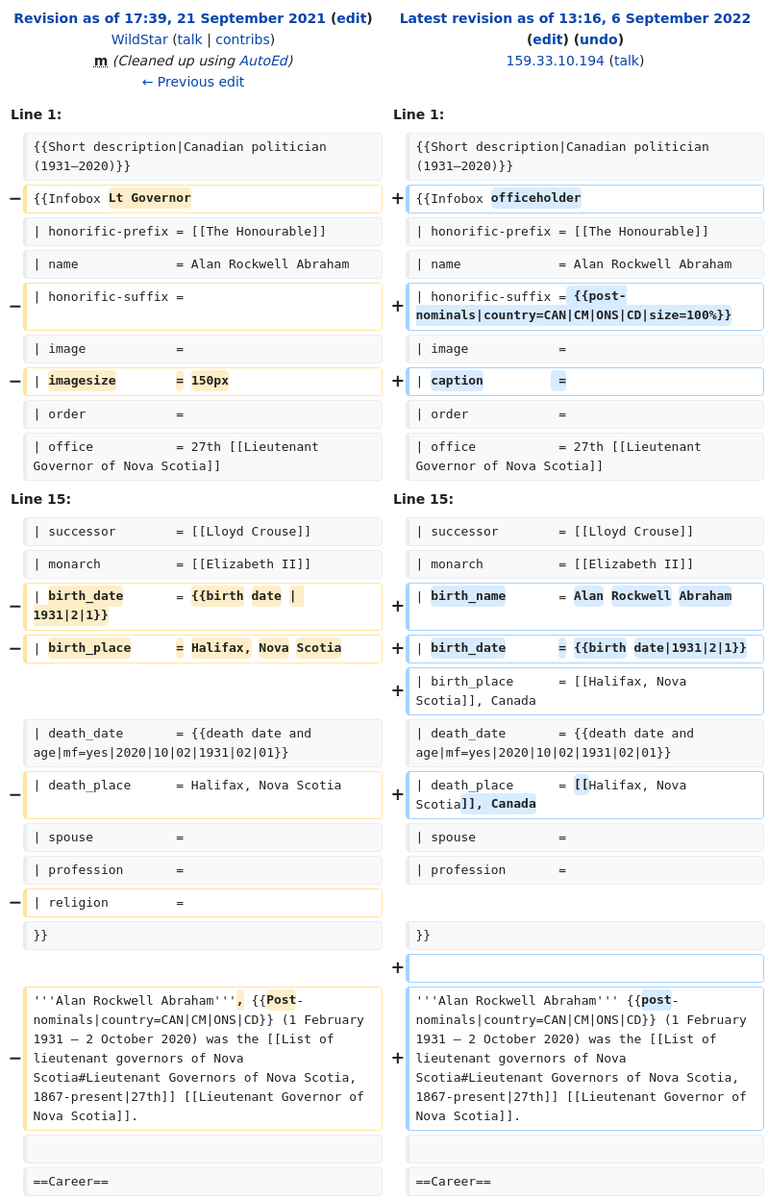 Revision as of 17:39, 21 September 2021 (edit)
WildStar (talk | contribs)
m (Cleaned up using AutoEd)
← Previous edit
Latest revision as of 13:16, 6 September 2022
(edit) (undo)
159.33.10.194 (talk)
Line 1:
Line 1:
{{Short description|Canadian politician
(1931–2020)}}
{{Short description|Canadian politician
(1931–2020)}}
− {{Infobox Lt Governor
+ {{Infobox officeholder
| honorific-prefix = [[The Honourable]]
| honorific-prefix = [[The Honourable]]
| name = Alan Rockwell Abraham
| name = Alan Rockwell Abraham
− | honorific-suffix =
+ | honorific-suffix = {{post-
nominals|country=CAN|CM|ONS|CD|size=100%}}
| image =
| image =
− | imagesize = 150px
+ | caption =
| order =
| order =
| office = 27th [[Lieutenant
Governor of Nova Scotia]]
| office = 27th [[Lieutenant
Governor of Nova Scotia]]
Line 15:
Line 15:
| successor = [[Lloyd Crouse]]
| successor = [[Lloyd Crouse]]
| monarch = [[Elizabeth II]]
| monarch = [[Elizabeth II]]
− | birth_date = {{birth date |
1931|2|1}}
+ | birth_name = Alan Rockwell Abraham
− | birth_place = Halifax, Nova Scotia
+ | birth_date = {{birth date|1931|2|1}}
+ | birth_place = [[Halifax, Nova
Scotia]], Canada
| death_date = {{death date and
age|mf=yes|2020|10|02|1931|02|01}}
| death_date = {{death date and
age|mf=yes|2020|10|02|1931|02|01}}
− | death_place = Halifax, Nova Scotia
+ | death_place = [[Halifax, Nova
Scotia]], Canada
| spouse =
| spouse =
| profession =
| profession =
− | religion =
}}
}}
+
− '''Alan Rockwell Abraham''', {{Post-
nominals|country=CAN|CM|ONS|CD}} (1 February
1931 – 2 October 2020) was the [[List of
lieutenant governors of Nova
Scotia#Lieutenant Governors of Nova Scotia,
1867-present|27th]] [[Lieutenant Governor of
Nova Scotia]].
+ '''Alan Rockwell Abraham''' {{post-
nominals|country=CAN|CM|ONS|CD}} (1 February
1931 – 2 October 2020) was the [[List of
lieutenant governors of Nova
Scotia#Lieutenant Governors of Nova Scotia,
1867-present|27th]] [[Lieutenant Governor of
Nova Scotia]].
==Career==
==Career==